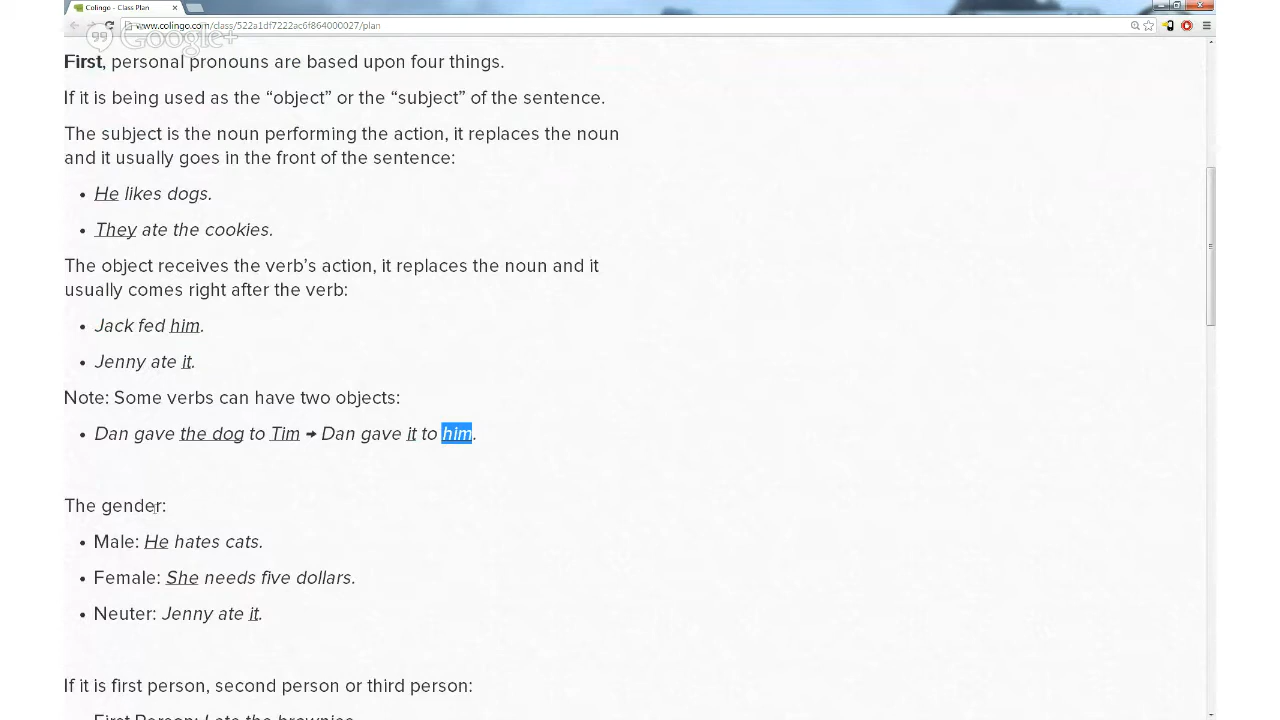 Colingo - Class Plan
www.colingo.com/class/522a1df7222ac6f864000027/plan
Google+
First, personal pronouns are based upon four things.
If it is being used as the “object” or the “subject” of the sentence.
The subject is the noun performing the action, it replaces the noun
and it usually goes in the front of the sentence:
• He likes dogs.
• They ate the cookies.
The object receives the verb’s action, it replaces the noun and it
usually comes right after the verb:
• Jack fed him.
• Jenny ate it.
Note: Some verbs can have two objects:
• Dan gave the dog to Tim → Dan gave it to him.
The gender:
• Male: He hates cats.
• Female: She needs five dollars.
• Neuter: Jenny ate it.
If it is first person, second person or third person:
• First Person: I ate the brownies.